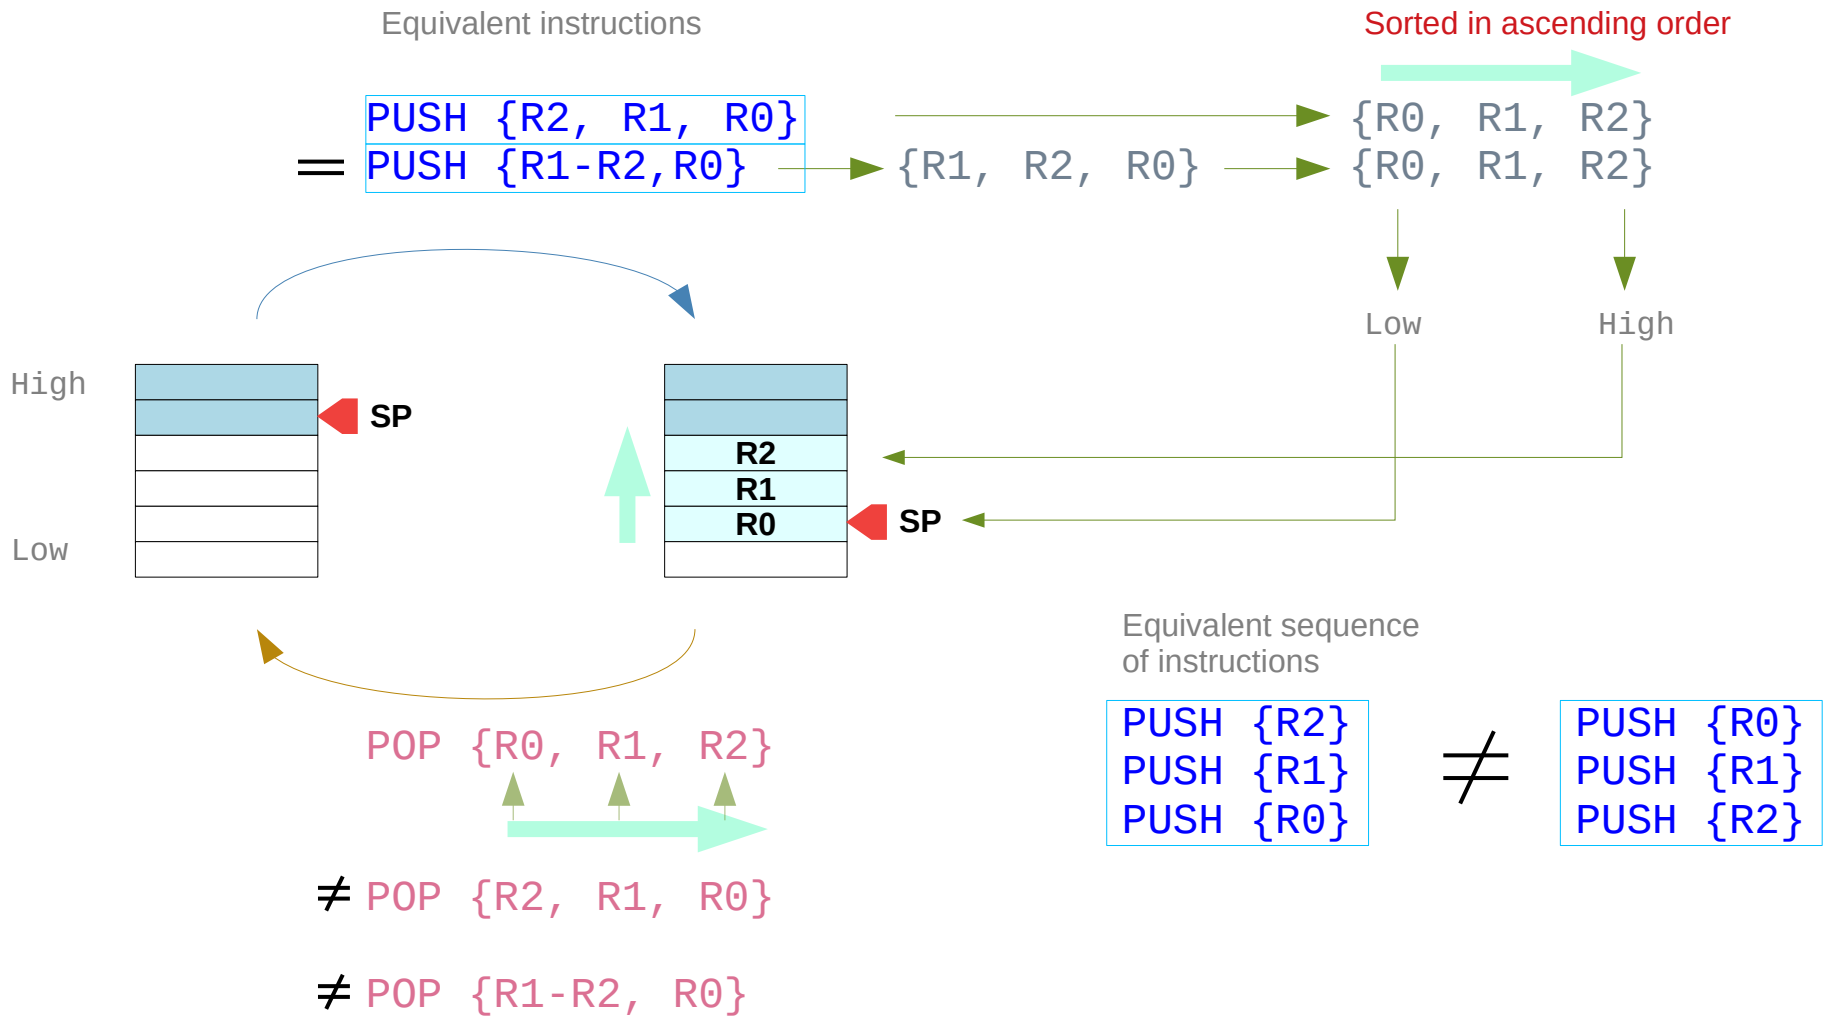 Equivalent instructions
Sorted in ascending order
PUSH {R2, R1, R0}
{R0, R1, R2}
= PUSH {R1-R2,R0}
{R1, R2, R0}
{R0, R1, R2}
Low
High
High
SP
Low
R2
R1
R0
SP
Equivalent sequence
of instructions
PUSH {R2}
PUSH {R1}
PUSH {R0}
≠
PUSH {R0}
PUSH {R1}
PUSH {R2}
POP {R0, R1, R2}
≠ POP {R2, R1, R0}
≠ POP {R1-R2, R0}